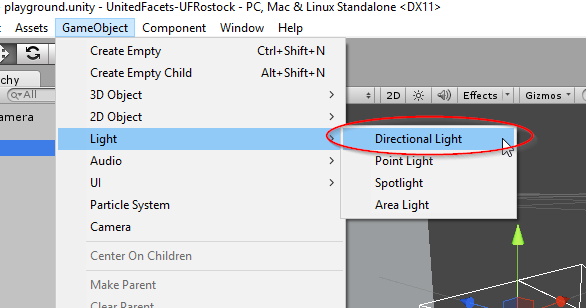 playground.unity - UnitedFacets-UFRostock - PC, Mac & Linux Standalone <DX11>
Assets GameObject Component Window Help
Create Empty Ctrl+Shift+N
Create Empty Child Alt+Shift+N
3D Object
2D Object
Light
Audio
UI
Particle System
Camera
Center On Children
Make Parent
Clear Parent
Directional Light
Point Light
Spotlight
Area Light
chy
All
amera
2D Effects Gizmos